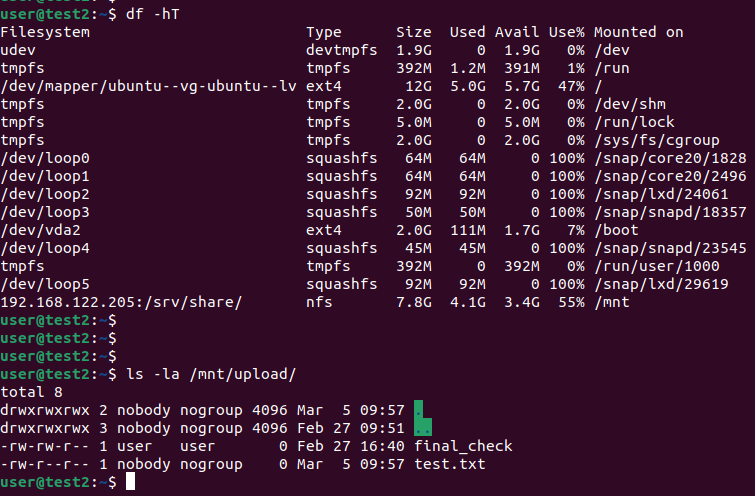 user@test2:~$ df -hT
Filesystem                        Type      Size  Used Avail Use% Mounted on
udev                              devtmpfs  1.9G     0  1.9G   0% /dev
tmpfs                             tmpfs     392M  1.2M  391M   1% /run
/dev/mapper/ubuntu--vg-ubuntu--lv ext4       12G  5.0G  5.7G  47% /
tmpfs                             tmpfs     2.0G     0  2.0G   0% /dev/shm
tmpfs                             tmpfs     5.0M     0  5.0M   0% /run/lock
tmpfs                             tmpfs     2.0G     0  2.0G   0% /sys/fs/cgroup
/dev/loop0                        squashfs   64M   64M     0 100% /snap/core20/1828
/dev/loop1                        squashfs   64M   64M     0 100% /snap/core20/2496
/dev/loop2                        squashfs   92M   92M     0 100% /snap/lxd/24061
/dev/loop3                        squashfs   50M   50M     0 100% /snap/snapd/18357
/dev/vda2                         ext4      2.0G  111M  1.7G   7% /boot
/dev/loop4                        squashfs   45M   45M     0 100% /snap/snapd/23545
tmpfs                             tmpfs     392M     0  392M   0% /run/user/1000
/dev/loop5                        squashfs   92M   92M     0 100% /snap/lxd/29619
192.168.122.205:/srv/share/       nfs       7.8G  4.1G  3.4G  55% /mnt
user@test2:~$
user@test2:~$
user@test2:~$
user@test2:~$ ls -la /mnt/upload/
total 8
drwxrwxrwx 2 nobody nogroup 4096 Mar  5 09:57 .
drwxrwxrwx 3 nobody nogroup 4096 Feb 27 09:51 ..
-rw-rw-r-- 1 user   user       0 Feb 27 16:40 final_check
-rw-r--r-- 1 nobody nogroup    0 Mar  5 09:57 test.txt
user@test2:~$